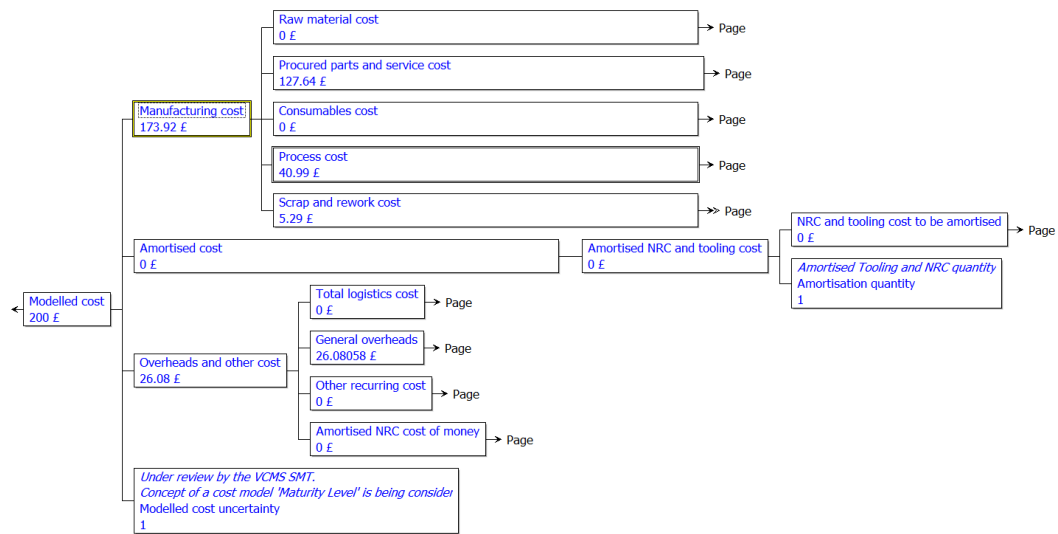 Raw material cost
0 £
Page
Procured parts and service cost
127.64 £
Page
Manufacturing cost
173.92 £
Consumables cost
0 £
Page
Process cost
40.99 £
Page
Scrap and rework cost
5.29 £
Page
NRC and tooling cost to be amortised
0 £
Page
Amortised cost
0 £
Amortised NRC and tooling cost
0 £
Amortised Tooling and NRC quantity
Amortisation quantity
1
Modelled cost
200 £
Total logistics cost
0 £
Page
General overheads
26.08058 £
Page
Overheads and other cost
26.08 £
Other recurring cost
0 £
Page
Amortised NRC cost of money
0 £
Page
Under review by the VCMS SMT.
Concept of a cost model 'Maturity Level' is being consider
Modelled cost uncertainty
1